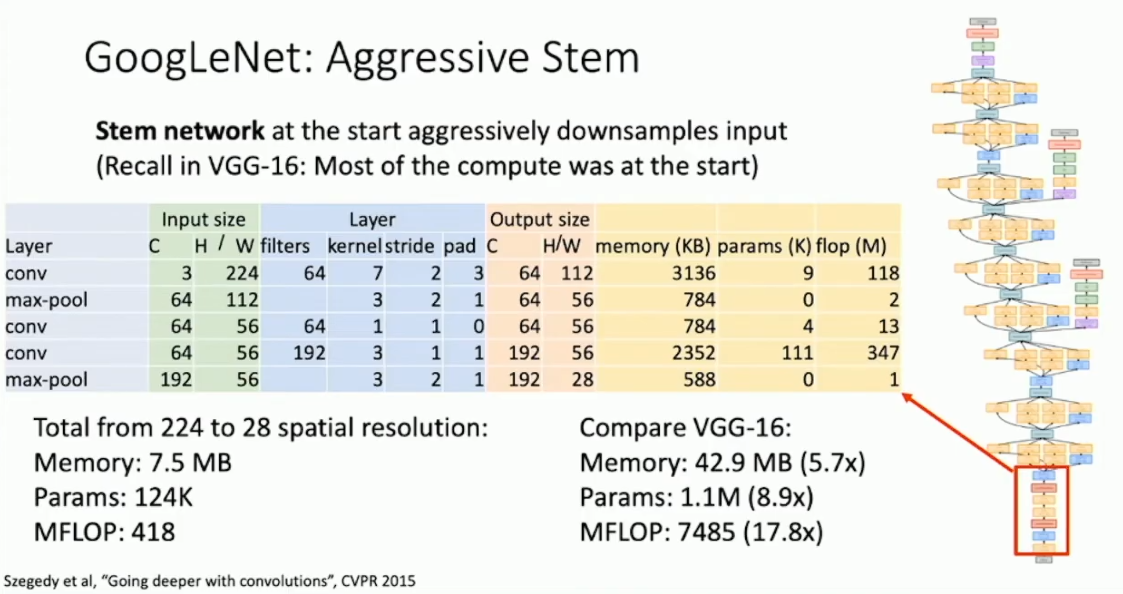 GoogLeNet: Aggressive Stem
Stem network at the start aggressively downsamples input
(Recall in VGG-16: Most of the compute was at the start)
Input size Layer Output size
Layer C H / W filters kernel stride pad C H/W memory (KB) params (K) flop (M)
conv 3 224 64 7 2 3 64 112 3136 9 118
max-pool 64 112 3 2 1 64 56 784 0 2
conv 64 56 64 1 1 0 64 56 784 4 13
conv 64 56 192 3 1 1 192 56 2352 111 347
max-pool 192 56 3 2 1 192 28 588 0 1
Total from 224 to 28 spatial resolution:
Memory: 7.5 MB
Params: 124K
MFLOP: 418
Compare VGG-16:
Memory: 42.9 MB (5.7x)
Params: 1.1M (8.9x)
MFLOP: 7485 (17.8x)
Szegedy et al, “Going deeper with convolutions”, CVPR 2015